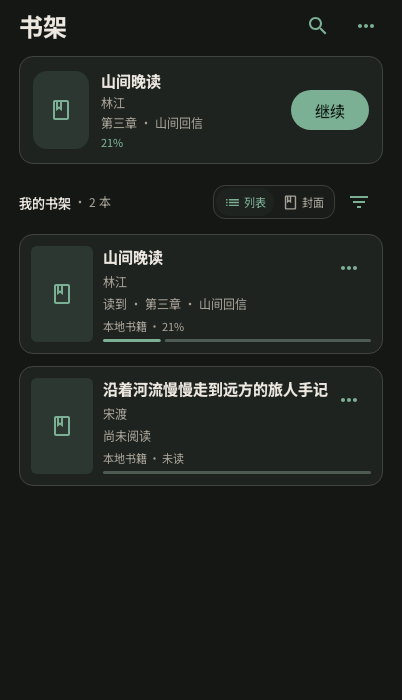 书架
山间晚读
林江
第三章 · 山间回信
21%
继续
我的书架 · 2 本
列表
封面
山间晚读
林江
读到 · 第三章 · 山间回信
本地书籍 · 21%
沿着河流慢慢走到远方的旅人手记
宋渡
尚未阅读
本地书籍 · 未读